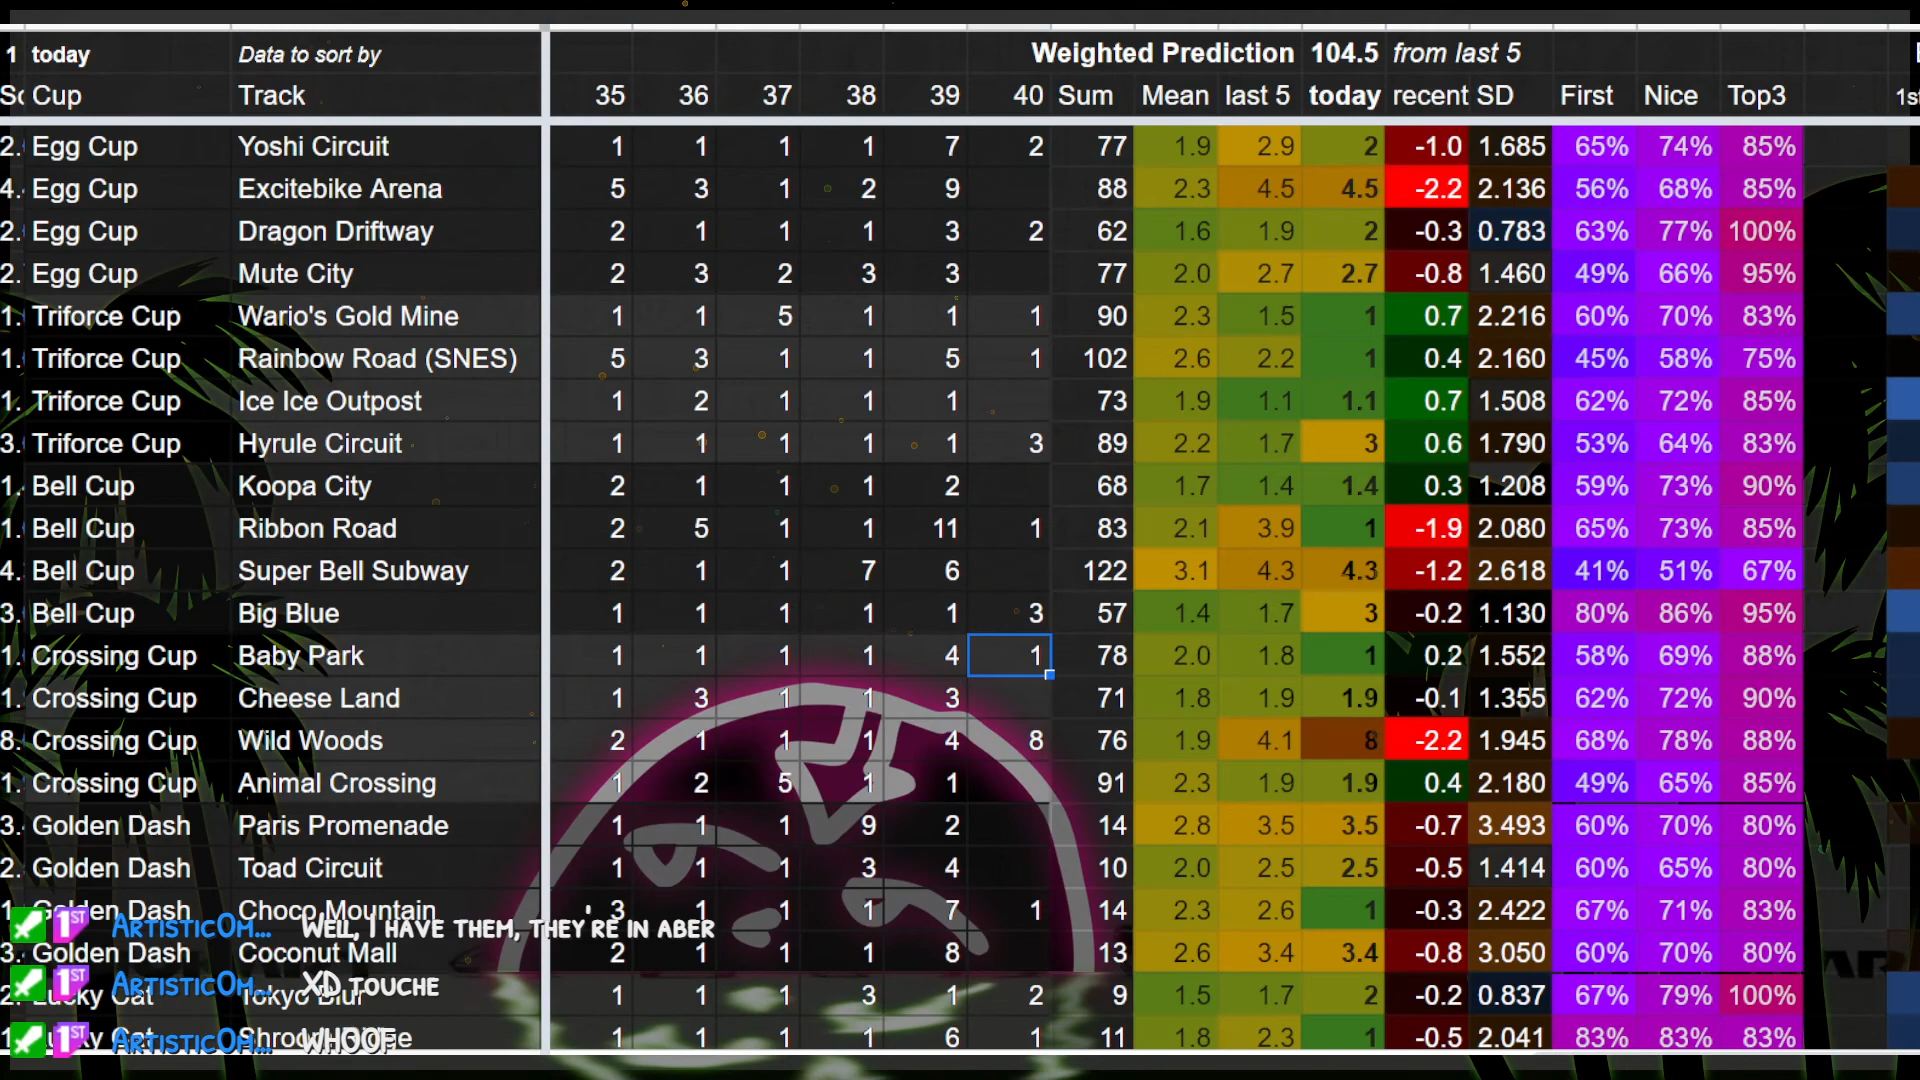 Weighted Prediction 104.5 from last 5
1 today Data to sort by
Cup Track 35 36 37 38 39 40 Sum Mean last 5 today recent SD First Nice Top3
2. Egg Cup Yoshi Circuit 1 1 1 1 7 2 77 1.9 2.9 2 -1.0 1.685 65% 74% 85%
4. Egg Cup Excitebike Arena 5 3 1 2 9 88 2.3 4.5 4.5 -2.2 2.136 56% 68% 85%
2. Egg Cup Dragon Driftway 2 1 1 1 3 2 62 1.6 1.9 2 -0.3 0.783 63% 77% 100%
2. Egg Cup Mute City 2 3 2 3 3 77 2.0 2.7 2.7 -0.8 1.460 49% 66% 95%
1. Triforce Cup Wario's Gold Mine 1 1 5 1 1 1 90 2.3 1.5 1 0.7 2.216 60% 70% 83%
1. Triforce Cup Rainbow Road (SNES) 5 3 1 1 5 1 102 2.6 2.2 1 0.4 2.160 45% 58% 75%
1. Triforce Cup Ice Ice Outpost 1 2 1 1 1 73 1.9 1.1 1.1 0.7 1.508 62% 72% 85%
3. Triforce Cup Hyrule Circuit 1 1 1 1 1 3 89 2.2 1.7 3 0.6 1.790 53% 64% 83%
1. Bell Cup Koopa City 2 1 1 1 2 68 1.7 1.4 1.4 0.3 1.208 59% 73% 90%
1. Bell Cup Ribbon Road 2 5 1 1 11 1 83 2.1 3.9 1 -1.9 2.080 65% 73% 85%
4. Bell Cup Super Bell Subway 2 1 1 7 6 122 3.1 4.3 4.3 -1.2 2.618 41% 51% 67%
3. Bell Cup Big Blue 1 1 1 1 1 3 57 1.4 1.7 3 -0.2 1.130 80% 86% 95%
1. Crossing Cup Baby Park 1 1 1 1 4 1 78 2.0 1.8 1 0.2 1.552 58% 69% 88%
1. Crossing Cup Cheese Land 1 3 1 1 3 71 1.8 1.9 1.9 -0.1 1.355 62% 72% 90%
8. Crossing Cup Wild Woods 2 1 1 1 4 8 76 1.9 4.1 8 -2.2 1.945 68% 78% 88%
1. Crossing Cup Animal Crossing 1 2 5 1 1 91 2.3 1.9 1.9 0.4 2.180 49% 65% 85%
3. Golden Dash Paris Promenade 1 1 1 9 2 14 2.8 3.5 3.5 -0.7 3.493 60% 70% 80%
2. Golden Dash Toad Circuit 1 1 1 3 4 10 2.0 2.5 2.5 -0.5 1.414 60% 65% 80%
1. Golden Dash Choco Mountain 3 1 1 1 7 1 14 2.3 2.6 1 -0.3 2.422 67% 71% 83%
ArtisticOm... Well, I have them, they're in Aber
3. Golden Dash Coconut Mall 2 1 1 1 8 13 2.6 3.4 3.4 -0.8 3.050 60% 70% 80%
ArtisticOm... XD touche
2. Lucky Cat Tokyo Blur 1 1 1 3 1 2 9 1.5 1.7 2 -0.2 0.837 67% 79% 100%
1 Lucky Cat 1 1 1 1 6 1 11 1.8 2.3 1 -0.5 2.041 83% 83% 83%
ArtisticOm... Whoof